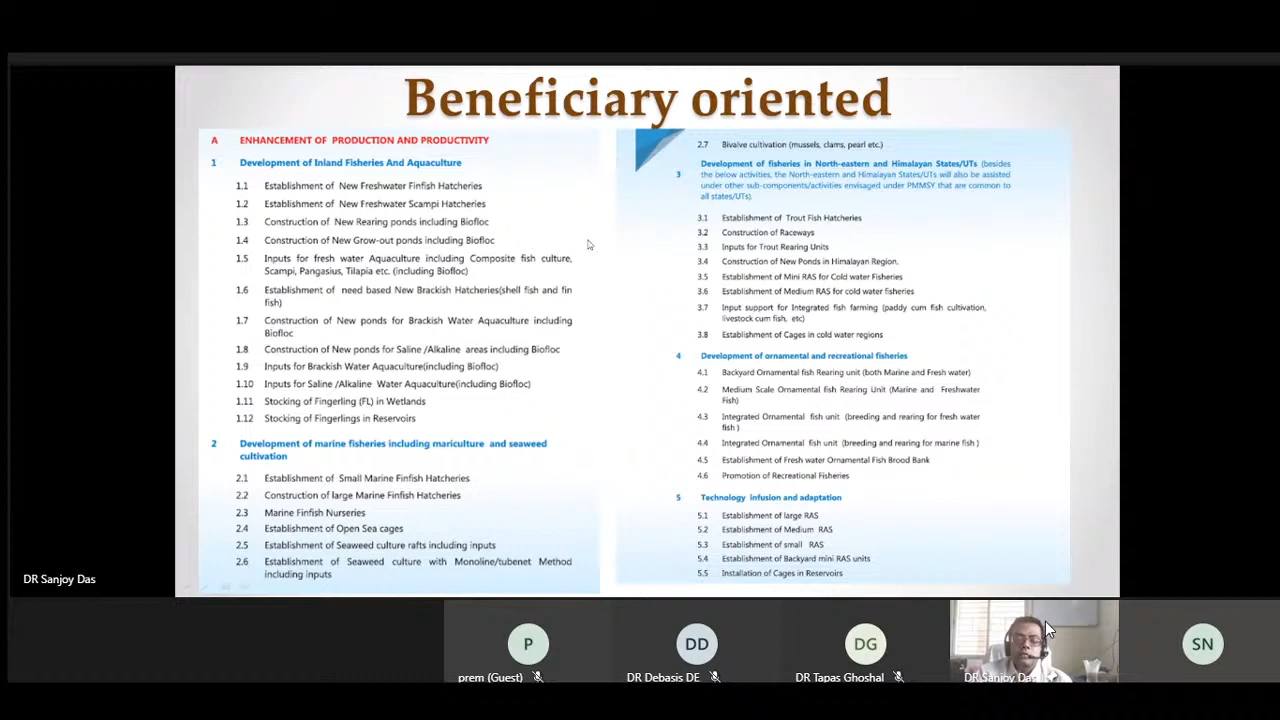 Beneficiary oriented
A ENHANCEMENT OF PRODUCTION AND PRODUCTIVITY
1 Development of Inland Fisheries And Aquaculture
1.1 Establishment of New Freshwater Finfish Hatcheries
1.2 Establishment of New Freshwater Scampi Hatcheries
1.3 Construction of New Rearing ponds including Biofloc
1.4 Construction of New Grow-out ponds including Biofloc
1.5 Inputs for fresh water Aquaculture including Composite fish culture,
Scampi, Pangasius, Tilapia etc. (including Biofloc)
1.6 Establishment of need based New Brackish Hatcheries(shell fish and fin
fish)
1.7 Construction of New ponds for Brackish Water Aquaculture including
Biofloc
1.8 Construction of New ponds for Saline /Alkaline areas including Biofloc
1.9 Inputs for Brackish Water Aquaculture(including Biofloc)
1.10 Inputs for Saline /Alkaline Water Aquaculture(including Biofloc)
1.11 Stocking of Fingerling (FL) in Wetlands
1.12 Stocking of Fingerlings in Reservoirs
2 Development of marine fisheries including mariculture and seaweed
cultivation
2.1 Establishment of Small Marine Finfish Hatcheries
2.2 Construction of large Marine Finfish Hatcheries
2.3 Marine Finfish Nurseries
2.4 Establishment of Open Sea cages
2.5 Establishment of Seaweed culture rafts including inputs
2.6 Establishment of Seaweed culture with Monoline/tubenet Method
including inputs
2.7 Bivalve cultivation (mussels, clams, pearl etc.)
3 Development of fisheries in North-eastern and Himalayan States/UTs (besides
the below activities, the North-eastern and Himalayan States/UTs will also be assisted
under other sub-components/activities envisaged under PMMSY that are common to
all states/UTs).
3.1 Establishment of Trout Fish Hatcheries
3.2 Construction of Raceways
3.3 Inputs for Trout Rearing Units
3.4 Construction of New Ponds in Himalayan Region.
3.5 Establishment of Mini RAS for Cold water Fisheries
3.6 Establishment of Medium RAS for cold water fisheries
3.7 Input support for Integrated fish farming (paddy cum fish cultivation,
livestock cum fish, etc)
3.8 Establishment of Cages in cold water regions
4 Development of ornamental and recreational fisheries
4.1 Backyard Ornamental fish Rearing unit (both Marine and Fresh water)
4.2 Medium Scale Ornamental fish Rearing Unit (Marine and Freshwater
Fish)
4.3 Integrated Ornamental fish unit (breeding and rearing for fresh water
fish )
4.4 Integrated Ornamental fish unit (breeding and rearing for marine fish )
4.5 Establishment of Fresh water Ornamental Fish Brood Bank
4.6 Promotion of Recreational Fisheries
5 Technology infusion and adaptation
5.1 Establishment of large RAS
5.2 Establishment of Medium RAS
5.3 Establishment of small RAS
5.4 Establishment of Backyard mini RAS units
5.5 Installation of Cages in Reservoirs
DR Sanjoy Das
P DD DG SN
prem (Guest) DR Debasis DE DR Tapas Ghoshal DR Sanjoy Das